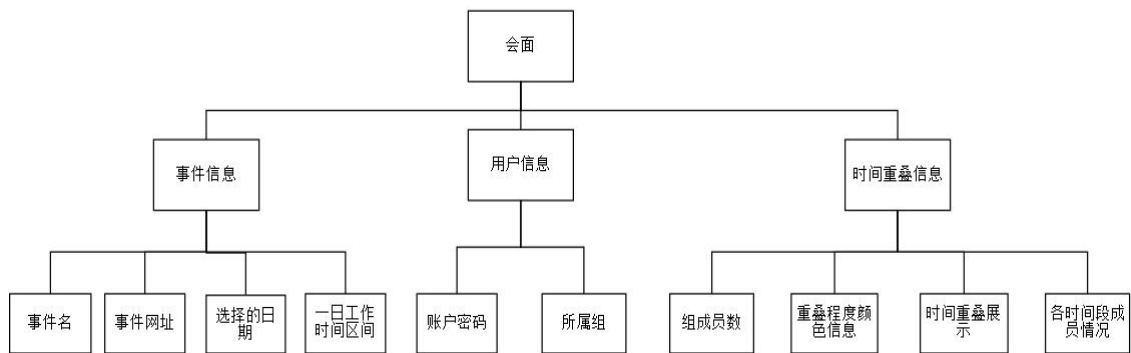 会面
事件信息
用户信息
时间重叠信息
事件名
事件网址
选择的日
期
一日工作
时间区间
账户密码
所属组
组成员数
重叠程度颜
色信息
时间重叠展
示
各时间段成
员情况